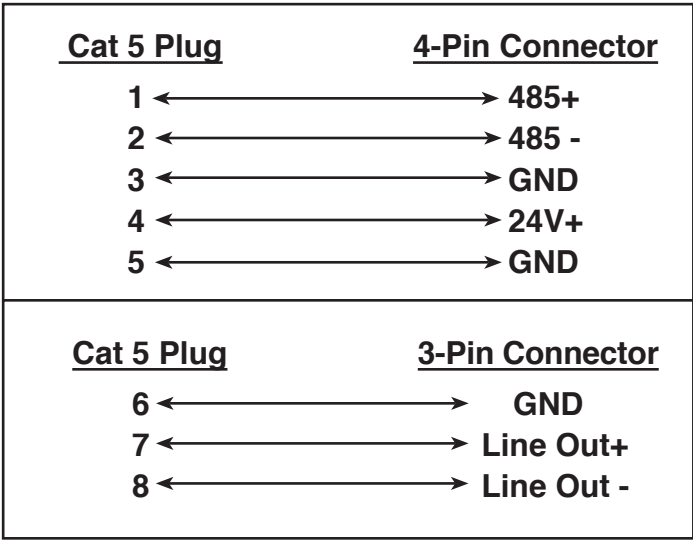 Cat 5 Plug 4-Pin Connector
1 485+
2 485 -
3 GND
4 24V+
5 GND
Cat 5 Plug 3-Pin Connector
6 GND
7 Line Out+
8 Line Out -